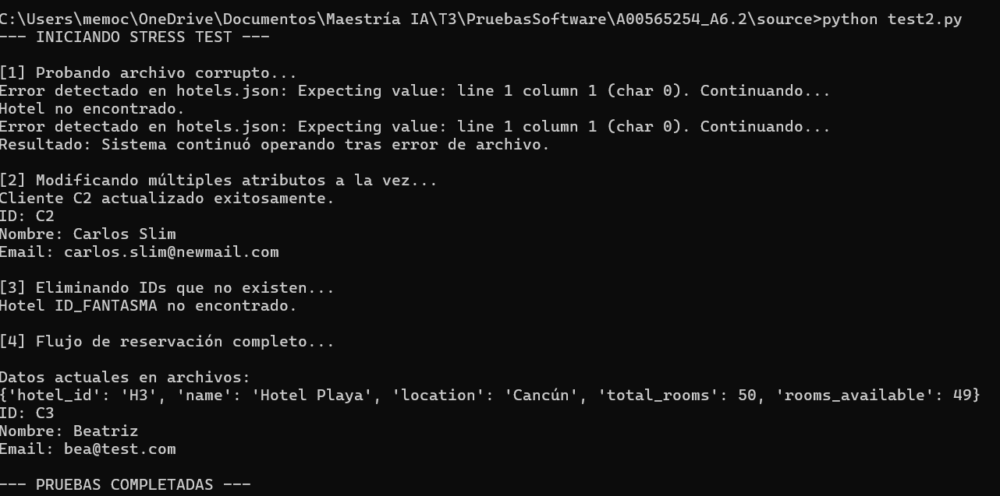 C:\Users\memoc\OneDrive\Documentos\Maestría IA\T3\PruebasSoftware\A00565254_A6.2\source>python test2.py
--- INICIANDO STRESS TEST ---
[1] Probando archivo corrupto...
Error detectado en hotels.json: Expecting value: line 1 column 1 (char 0). Continuando...
Hotel no encontrado.
Error detectado en hotels.json: Expecting value: line 1 column 1 (char 0). Continuando...
Resultado: Sistema continuó operando tras error de archivo.
[2] Modificando múltiples atributos a la vez...
Cliente C2 actualizado exitosamente.
ID: C2
Nombre: Carlos Slim
Email: carlos.slim@newmail.com
[3] Eliminando IDs que no existen...
Hotel ID_FANTASMA no encontrado.
[4] Flujo de reservación completo...
Datos actuales en archivos:
{'hotel_id': 'H3', 'name': 'Hotel Playa', 'location': 'Cancún', 'total_rooms': 50, 'rooms_available': 49}
ID: C3
Nombre: Beatriz
Email: bea@test.com
--- PRUEBAS COMPLETADAS ---